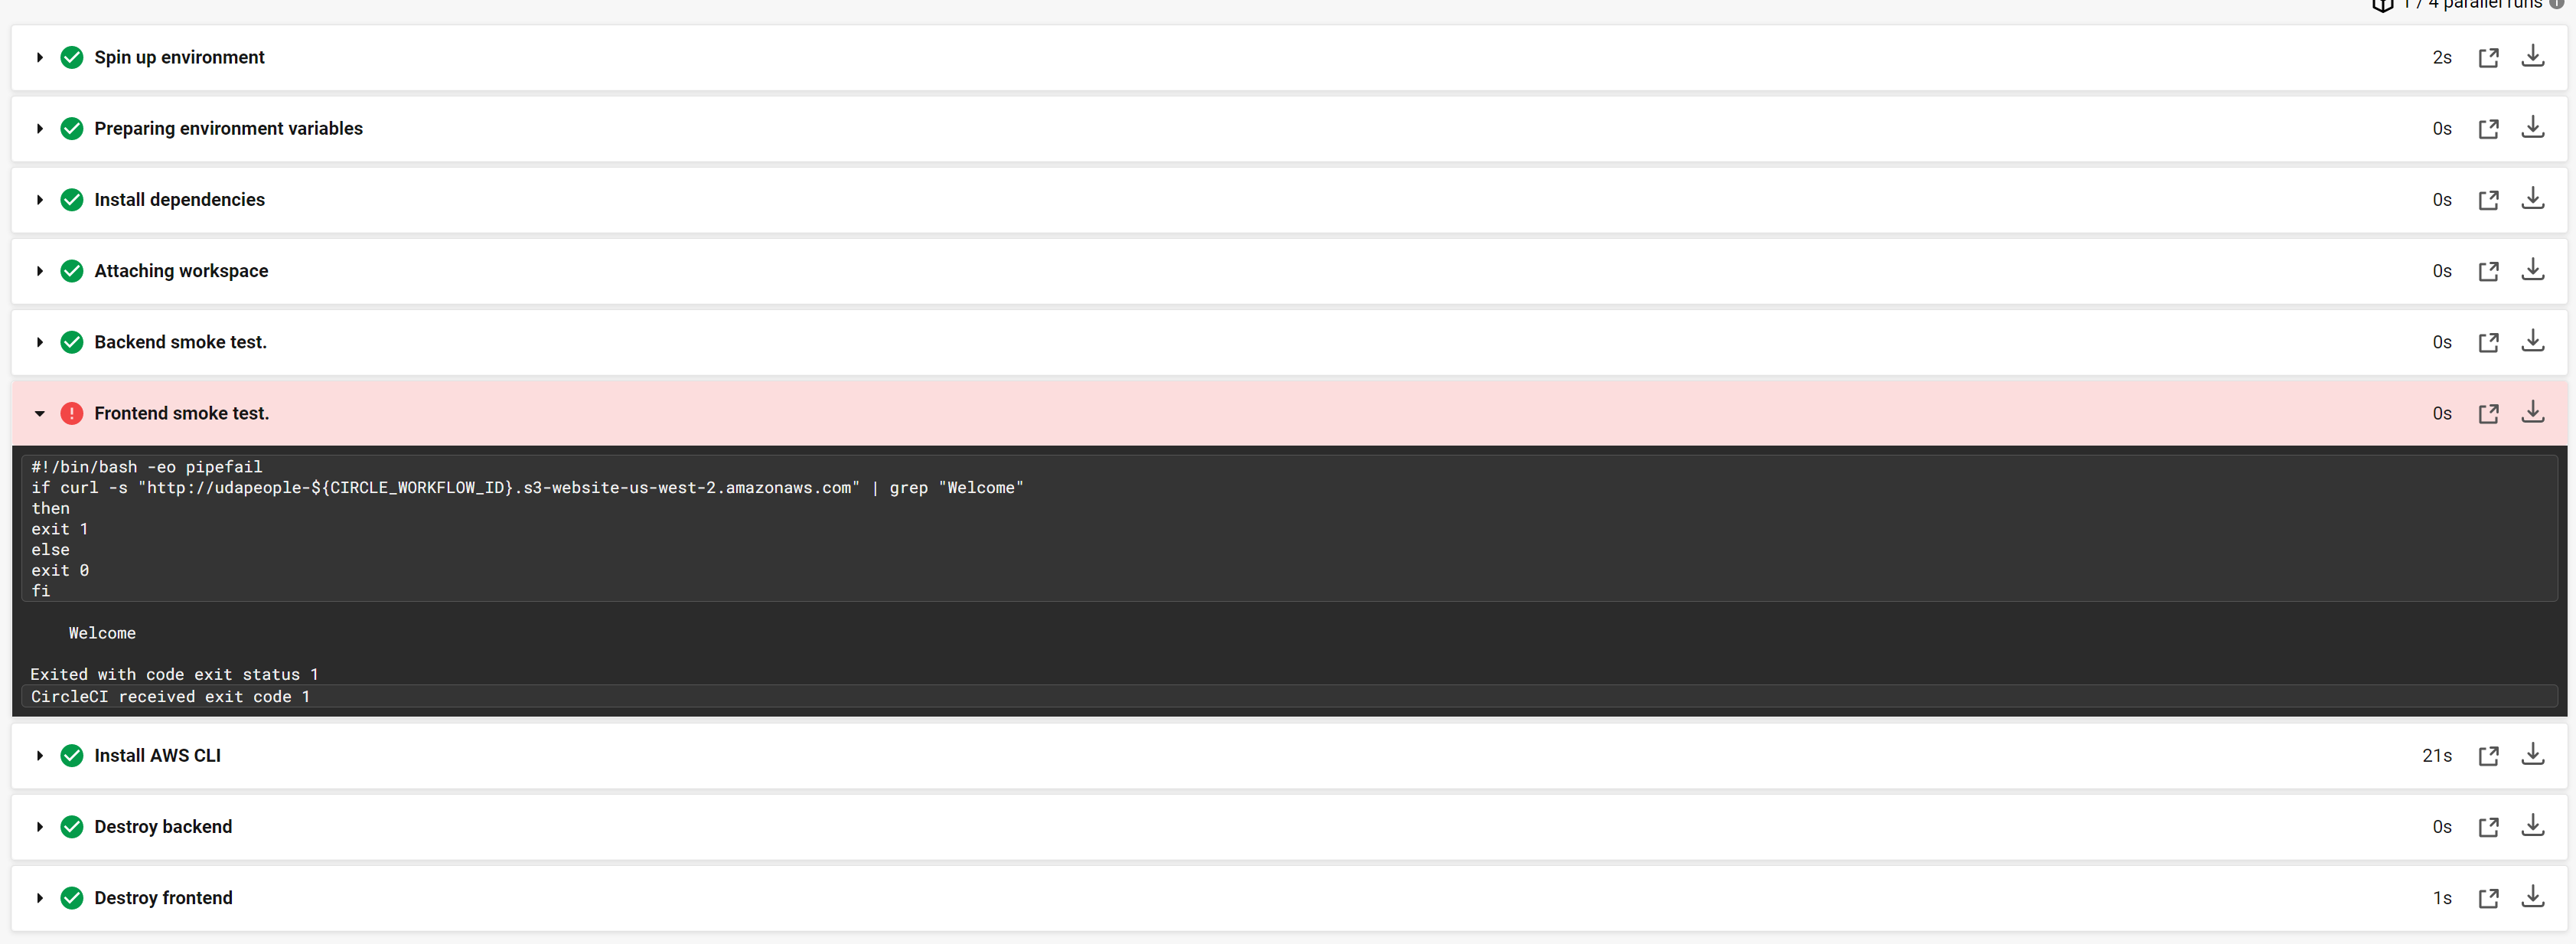 1 / 4 parallel runs
Spin up environment 2s
Preparing environment variables 0s
Install dependencies 0s
Attaching workspace 0s
Backend smoke test. 0s
Frontend smoke test. 0s
#!/bin/bash -eo pipefail
if curl -s "http://udapeople-${CIRCLE_WORKFLOW_ID}.s3-website-us-west-2.amazonaws.com" | grep "Welcome"
then
exit 1
else
exit 0
fi
Welcome
Exited with code exit status 1
CircleCI received exit code 1
Install AWS CLI 21s
Destroy backend 0s
Destroy frontend 1s